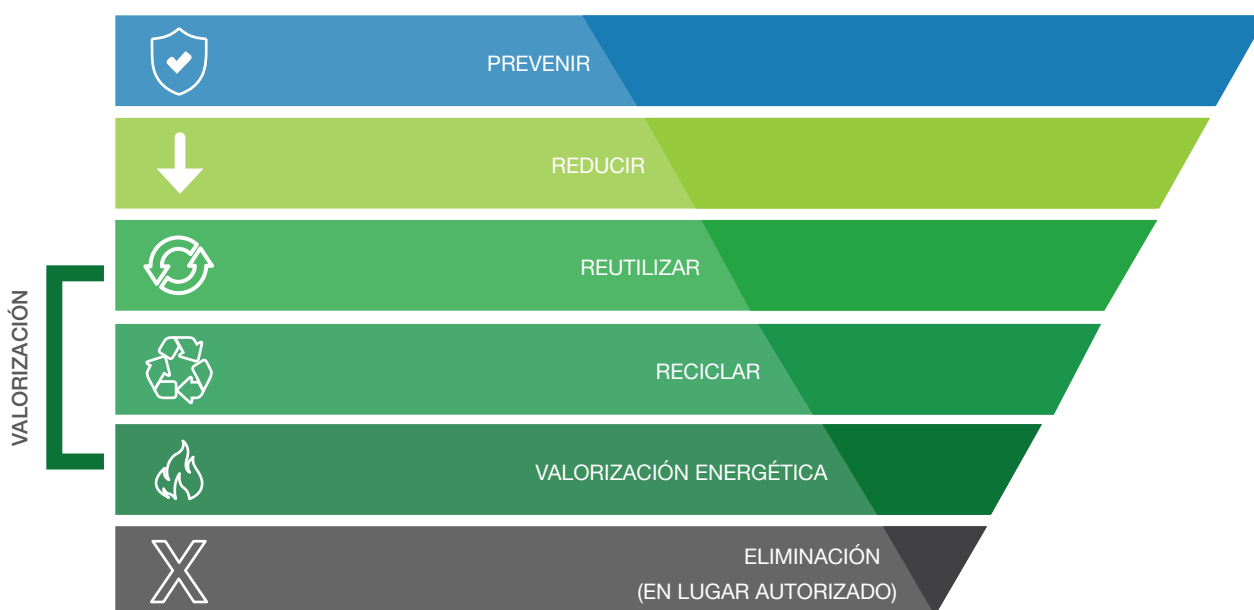 PREVENIR
REDUCIR
REUTILIZAR
RECICLAR
VALORIZACIÓN
VALORIZACIÓN ENERGÉTICA
ELIMINACIÓN
(EN LUGAR AUTORIZADO)